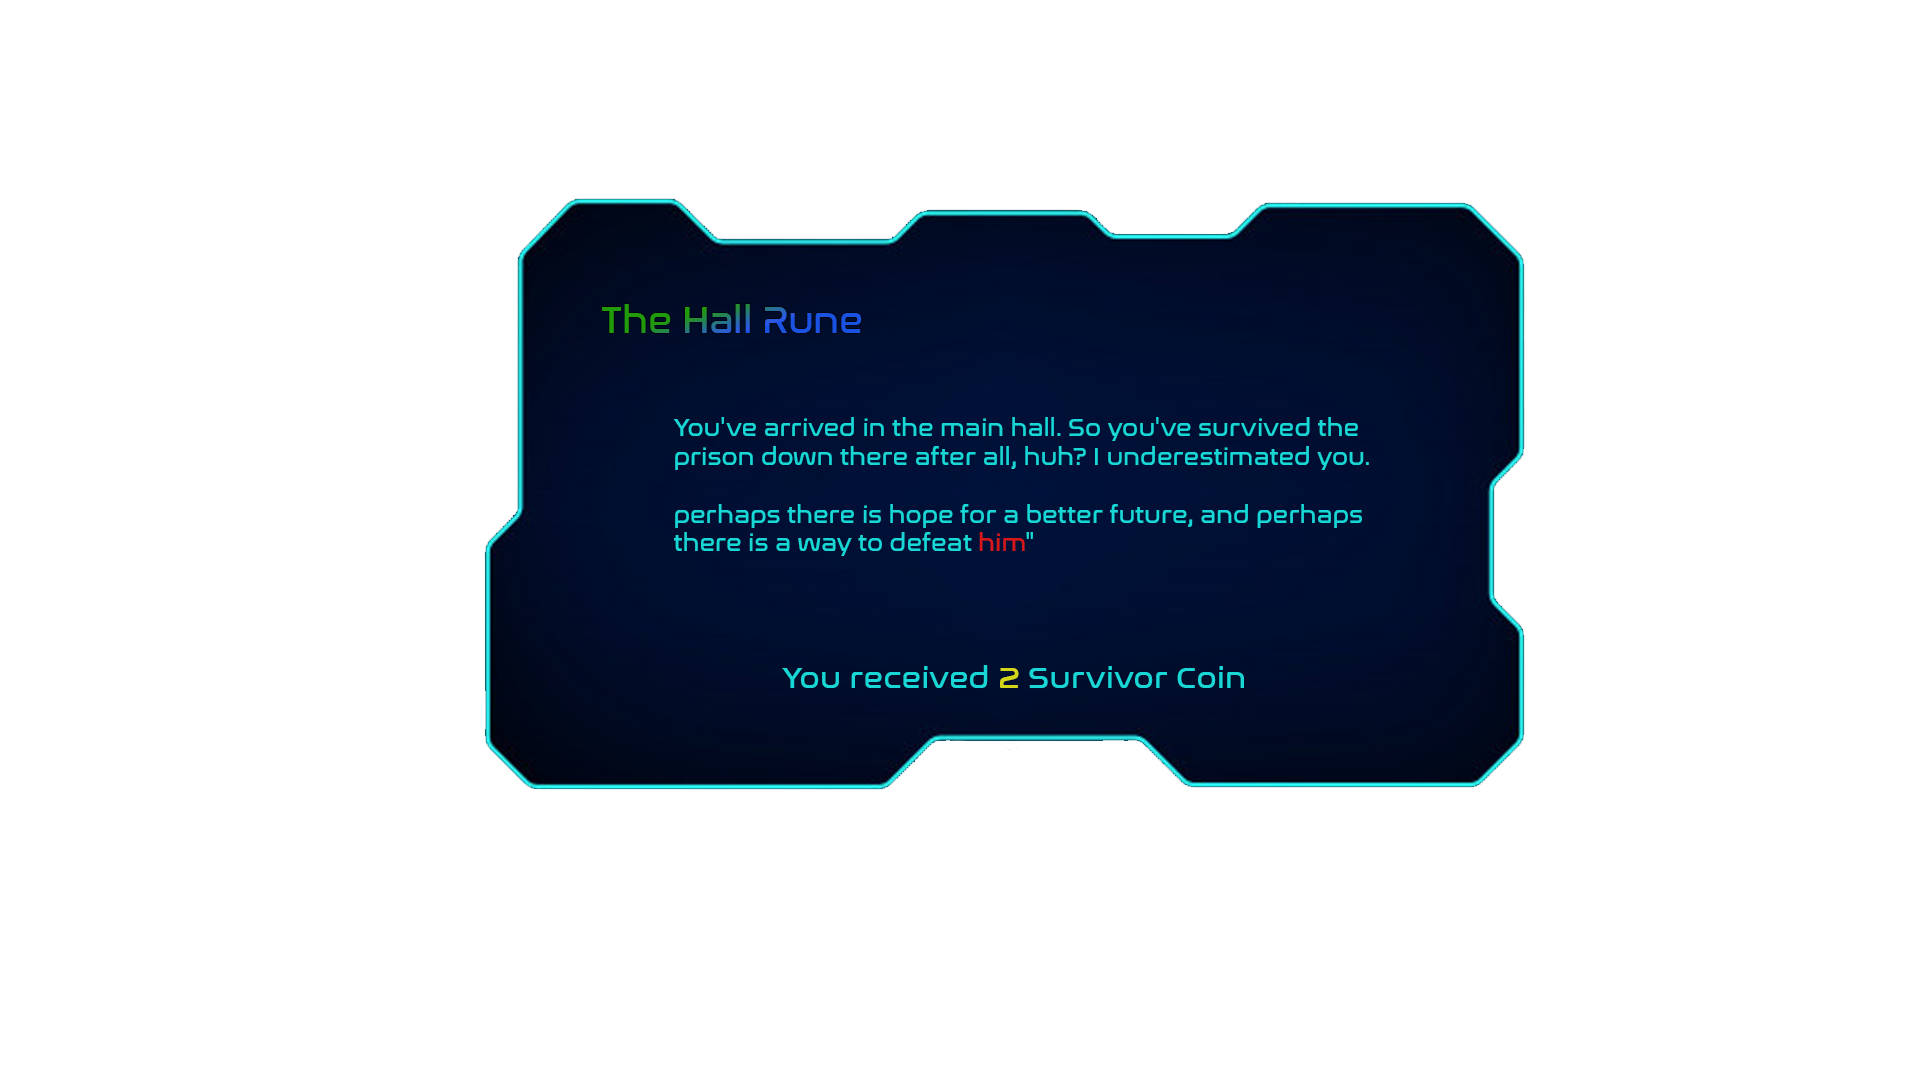 The Hall Rune
You've arrived in the main hall. So you've survived the
prison down there after all, huh? I underestimated you.
perhaps there is hope for a better future, and perhaps
there is a way to defeat him"
You received 2 Survivor Coin